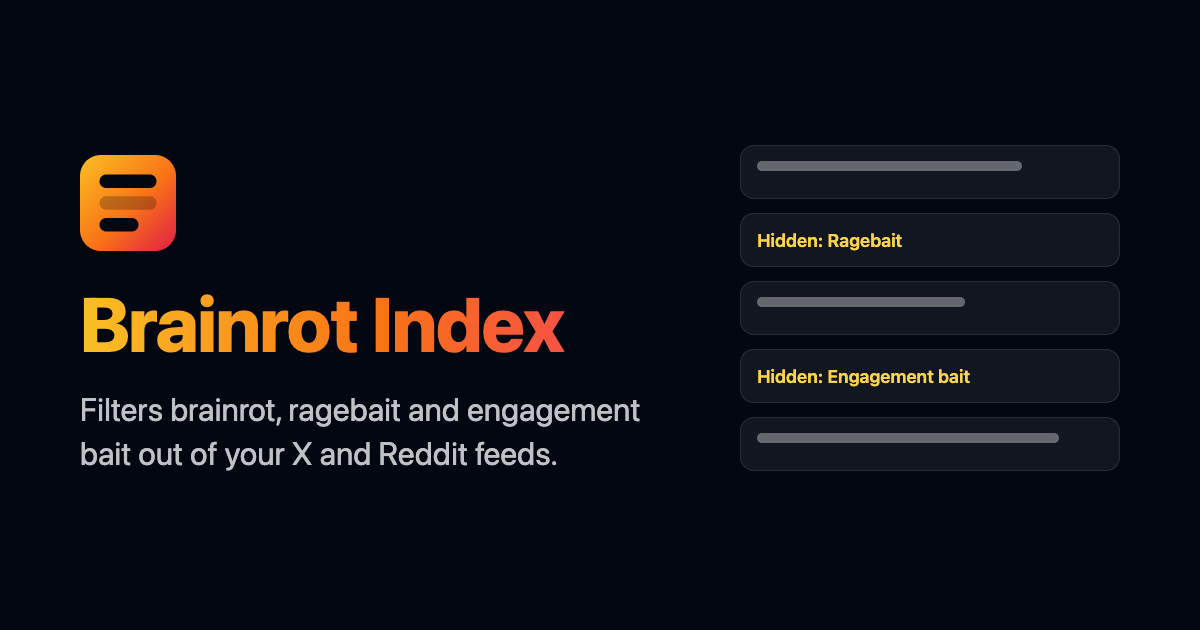 Brainrot Index
Filters brainrot, ragebait and engagement
bait out of your X and Reddit feeds.
Hidden: Ragebait
Hidden: Engagement bait